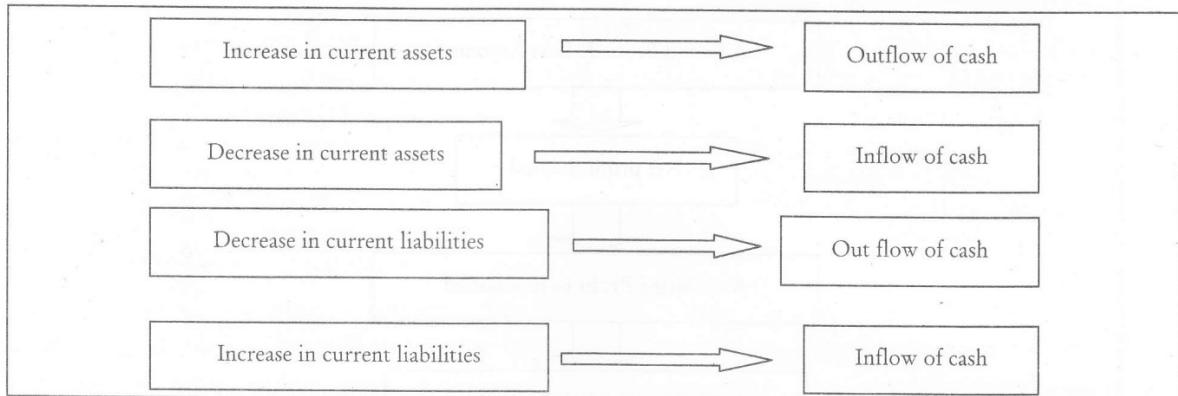 Increase in current assets
Outflow of cash
Decrease in current assets
Inflow of cash
Decrease in current liabilities
Out flow of cash
Increase in current liabilities
Inflow of cash